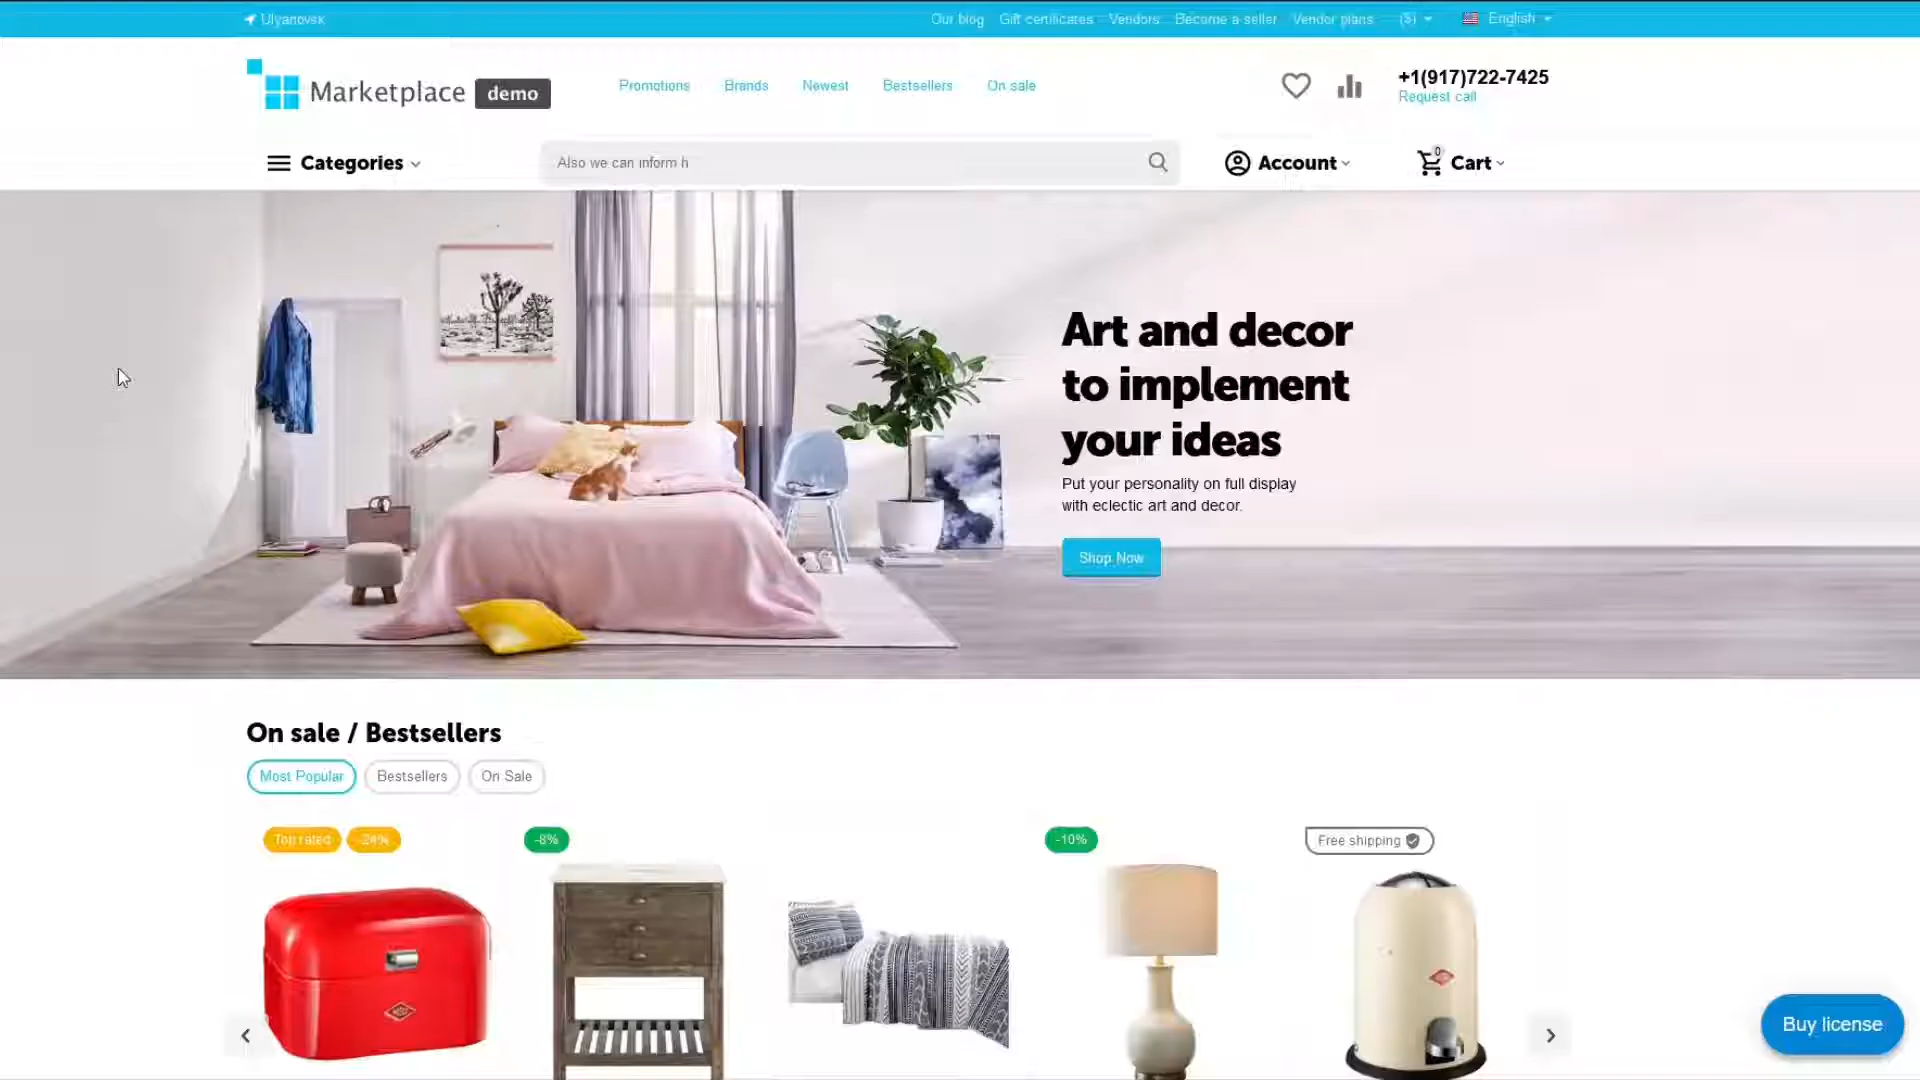 Ulyanovsk
Our blog Gift certificates Vendors Become a seller Vendor plans ($) English
Marketplace demo
Promotions Brands Newest Bestsellers On sale
+1(917)722-7425
Request call
Categories
Also we can inform h
Account
0
Cart
Art and decor
to implement
your ideas
Put your personality on full display
with eclectic art and decor.
Shop Now
On sale / Bestsellers
Most Popular Bestsellers On Sale
Top rated -24% -8% -10% Free shipping
Buy license